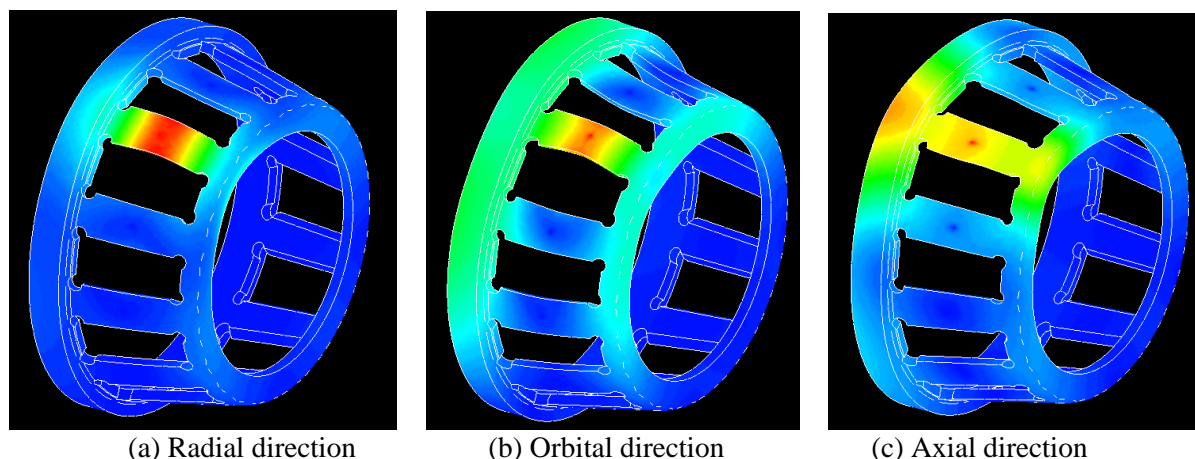 (a) Radial direction
(b) Orbital direction
(c) Axial direction